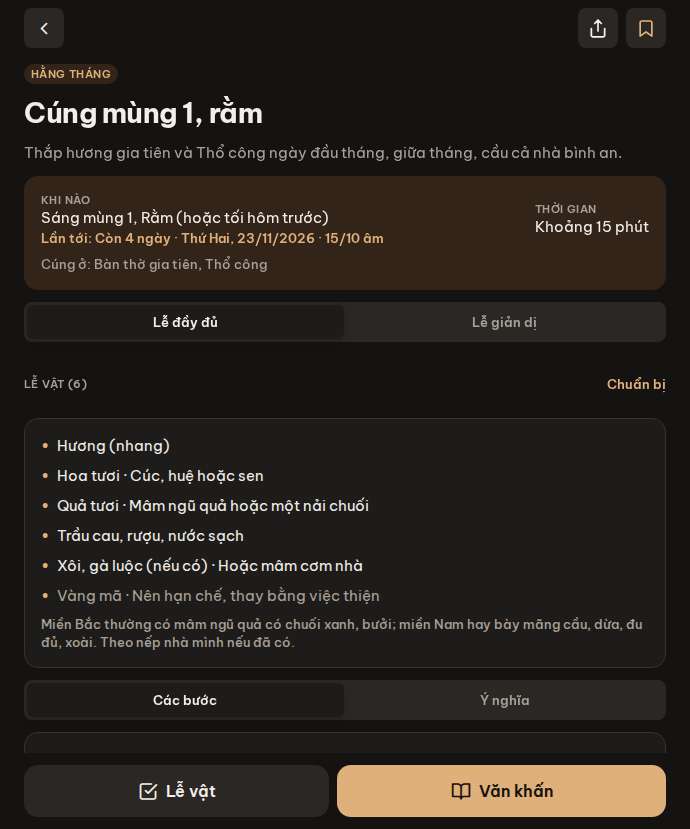 HẰNG THÁNG
Cúng mùng 1, rằm
Thắp hương gia tiên và Thổ công ngày đầu tháng, giữa tháng, cầu cả nhà bình an.
KHI NÀO
Sáng mùng 1, Rằm (hoặc tối hôm trước)
Lần tới: Còn 4 ngày · Thứ Hai, 23/11/2026 · 15/10 âm
Cúng ở: Bàn thờ gia tiên, Thổ công
THỜI GIAN
Khoảng 15 phút
Lễ đầy đủ
Lễ giản dị
LỄ VẬT (6)
Chuẩn bị
• Hương (nhang)
• Hoa tươi · Cúc, huệ hoặc sen
• Quả tươi · Mâm ngũ quả hoặc một nải chuối
• Trầu cau, rượu, nước sạch
• Xôi, gà luộc (nếu có) · Hoặc mâm cơm nhà
• Vàng mã · Nên hạn chế, thay bằng việc thiện
Miền Bắc thường có mâm ngũ quả có chuối xanh, bưởi; miền Nam hay bày mãng cầu, dừa, đu
đủ, xoài. Theo nếp nhà mình nếu đã có.
Các bước
Ý nghĩa
Lễ vật
Văn khấn